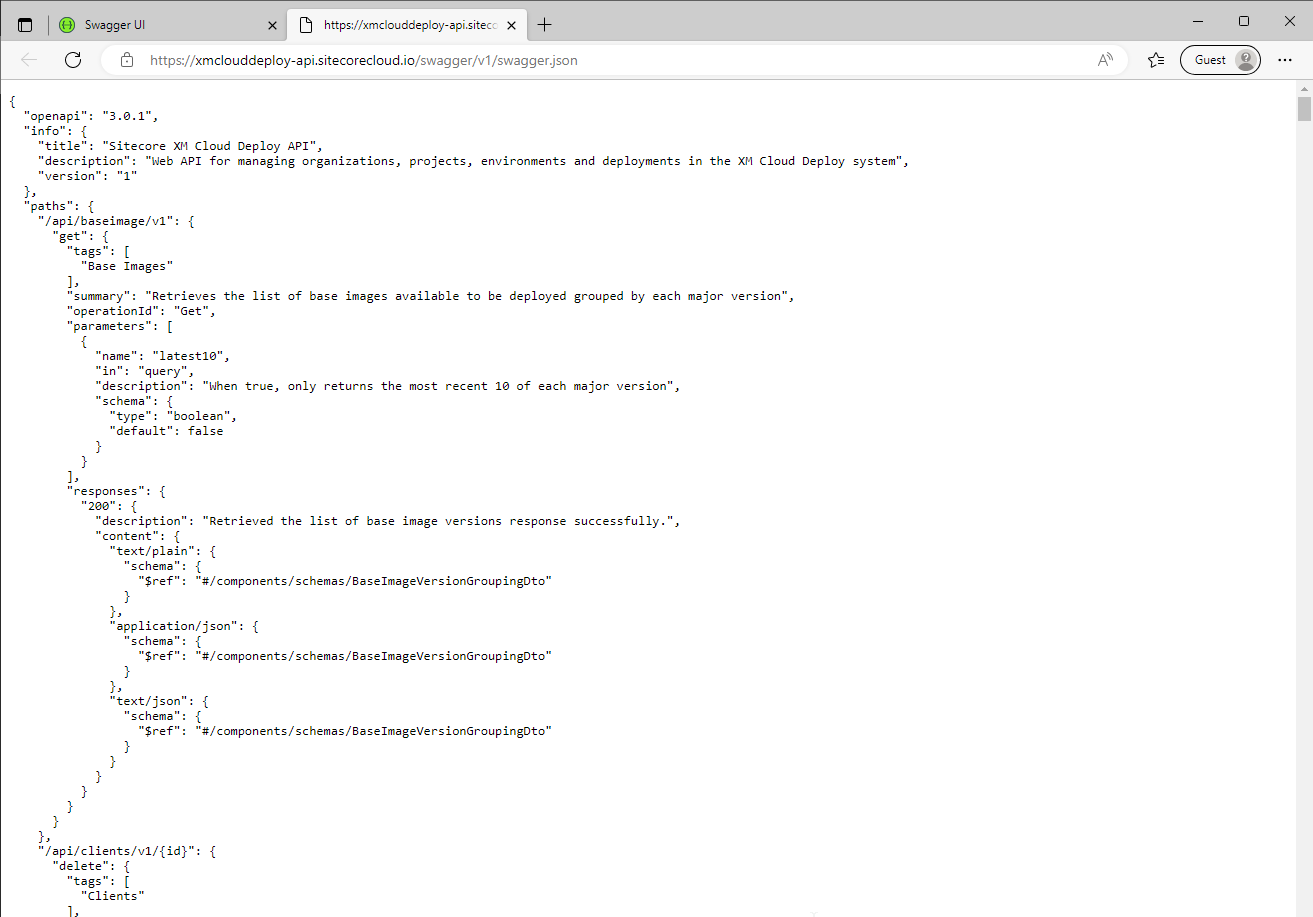 Swagger UI
https://xmclouddeploy-api.sitecc
https://xmclouddeploy-api.sitecorecloud.io/swagger/v1/swagger.json
Guest
{
  "openapi": "3.0.1",
  "info": {
    "title": "Sitecore XM Cloud Deploy API",
    "description": "Web API for managing organizations, projects, environments and deployments in the XM Cloud Deploy system",
    "version": "1"
  },
  "paths": {
    "/api/baseimage/v1": {
      "get": {
        "tags": [
          "Base Images"
        ],
        "summary": "Retrieves the list of base images available to be deployed grouped by each major version",
        "operationId": "Get",
        "parameters": [
          {
            "name": "latest10",
            "in": "query",
            "description": "When true, only returns the most recent 10 of each major version",
            "schema": {
              "type": "boolean",
              "default": false
            }
          }
        ],
        "responses": {
          "200": {
            "description": "Retrieved the list of base image versions response successfully.",
            "content": {
              "text/plain": {
                "schema": {
                  "$ref": "#/components/schemas/BaseImageVersionGroupingDto"
                }
              },
              "application/json": {
                "schema": {
                  "$ref": "#/components/schemas/BaseImageVersionGroupingDto"
                }
              },
              "text/json": {
                "schema": {
                  "$ref": "#/components/schemas/BaseImageVersionGroupingDto"
                }
              }
            }
          }
        }
      }
    },
    "/api/clients/v1/{id}": {
      "delete": {
        "tags": [
          "Clients"
        ],